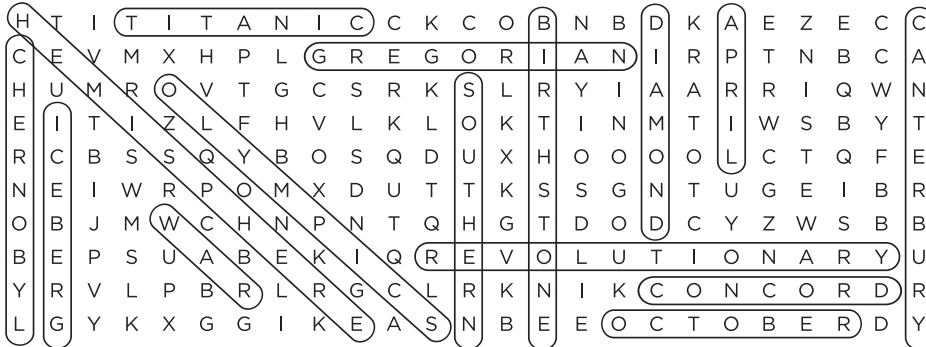 H T I T I T A N I C C K C O B N B D K A E Z E C C
C E V M X H P L G R E G O R I A N I R P T N B C A
H U M R O V T G C S R K S L R Y I A A R R I Q W N
E I T I Z L F H V L K L O K T I N M T I W S B Y T
R C B S S Q Y B O S Q D U X H O O O O L C T Q F E
N E I W R P O M X D U T T K S S G N T U G E I B R
O B J M W C H N P N T Q H G T D O D C Y Z W S B B
B E P S U A B E K I Q R E V O L U T I O N A R Y U
Y R V L P B R L R G C L R K N I K C O N C O R D R
L G Y K X G G I K E A S N B E E O C T O B E R D Y